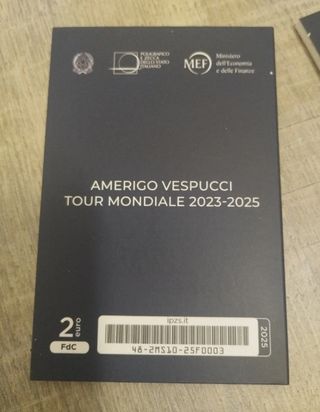 POLIGRAFICO
E ZECCA
DELLO STATO
ITALIANO
MEF
Ministero
dell'Economia
e delle Finanze
AMERIGO VESPUCCI
TOUR MONDIALE 2023-2025
2 euro
FdC
ipzs.it
48-2MS10-25F0003
2025